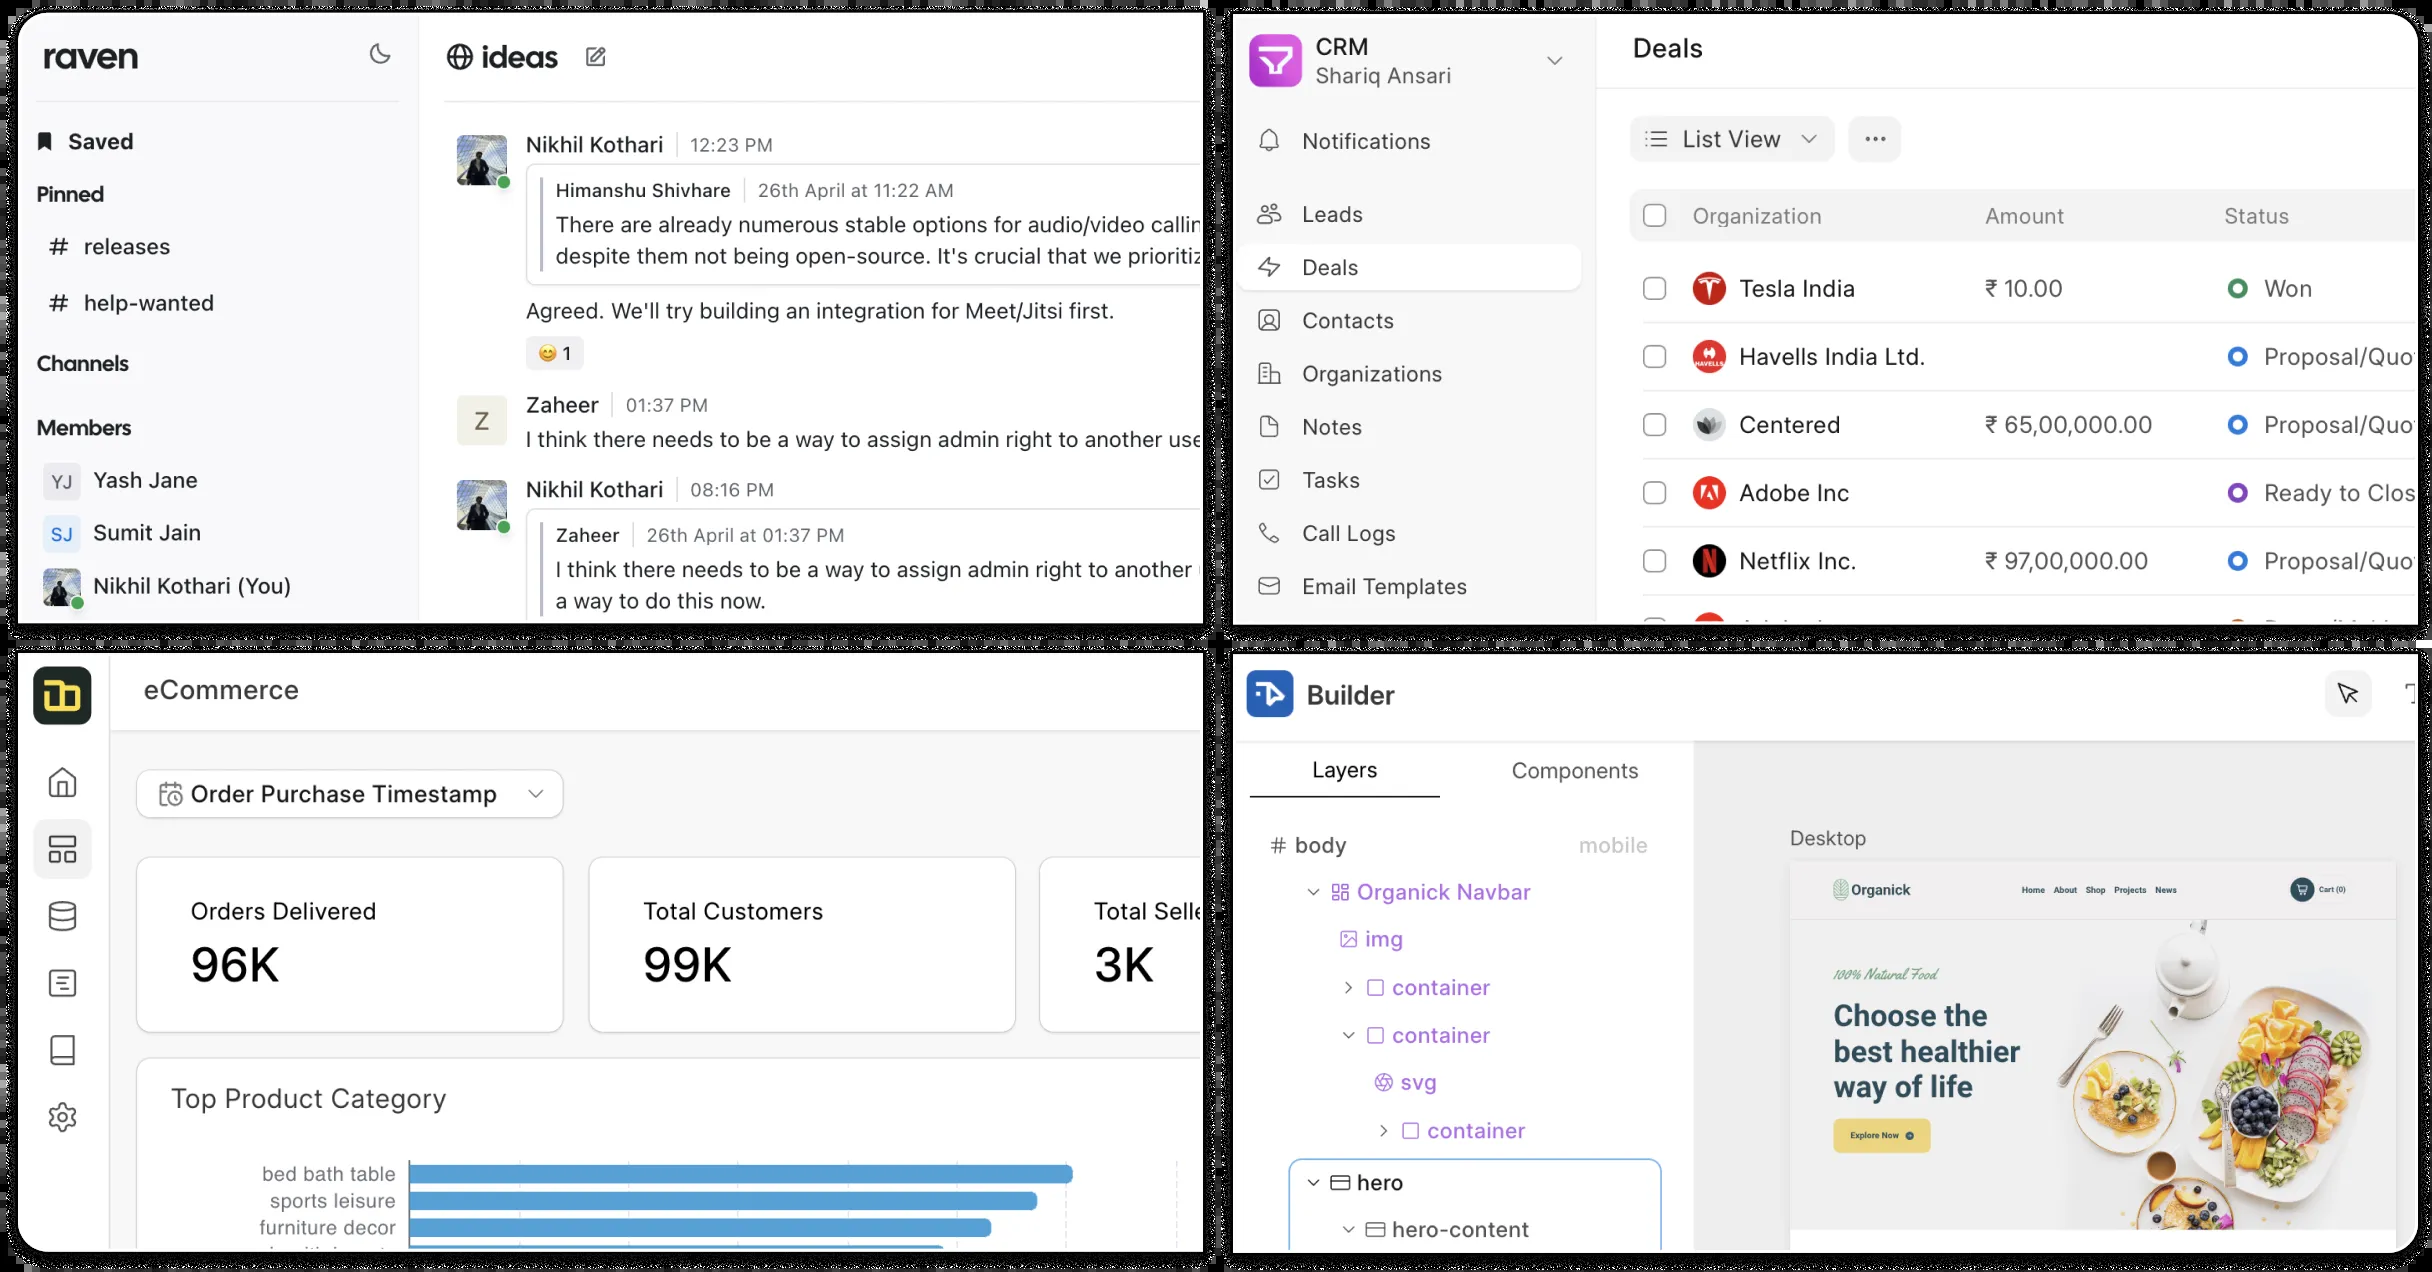 raven
Saved
Pinned
# releases
# help-wanted
Channels
Members
YJ Yash Jane
SJ Sumit Jain
Nikhil Kothari (You)
ideas
Nikhil Kothari 12:23 PM
Himanshu Shivhare 26th April at 11:22 AM
There are already numerous stable options for audio/video callin
despite them not being open-source. It's crucial that we prioritiz
Agreed. We'll try building an integration for Meet/Jitsi first.
😊 1
Z
Zaheer 01:37 PM
I think there needs to be a way to assign admin right to another use
Nikhil Kothari 08:16 PM
Zaheer 26th April at 01:37 PM
I think there needs to be a way to assign admin right to another
a way to do this now.
CRM
Shariq Ansari
Notifications
Leads
Deals
Contacts
Organizations
Notes
Tasks
Call Logs
Email Templates
Deals
List View
Organization Amount Status
Tesla India ₹ 10.00 Won
HAVELLS Havells India Ltd. Proposal/Quo
Centered ₹ 65,00,000.00 Proposal/Quo
Adobe Inc Ready to Clos
Netflix Inc. ₹ 97,00,000.00 Proposal/Quo
eCommerce
Order Purchase Timestamp
Orders Delivered
96K
Total Customers
99K
Total Selle
3K
Top Product Category
bed bath table
sports leisure
furniture decor
Builder
Layers Components
# body mobile
Organick Navbar
img
container
container
svg
container
hero
hero-content
Desktop
Organick
Home About Shop Projects News
Cart (0)
100% Natural Food
Choose the
best healthier
way of life
Explore Now